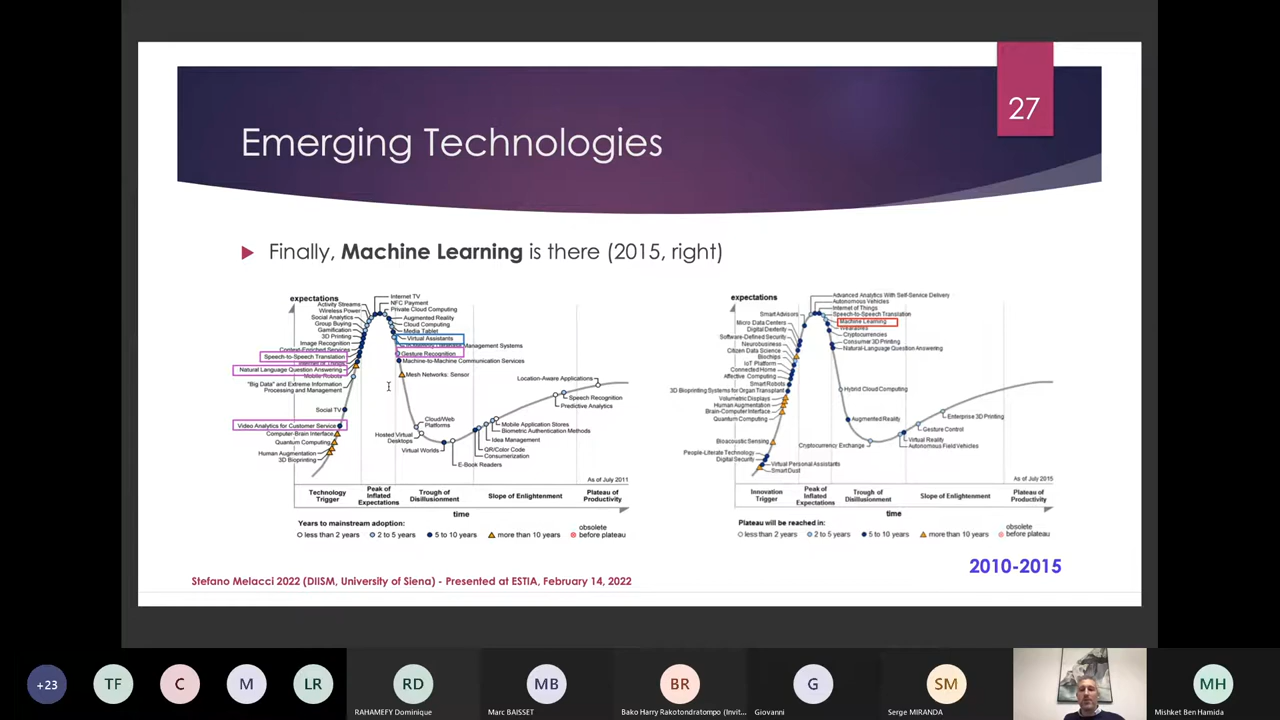 27
Emerging Technologies
Finally, Machine Learning is there (2015, right)
expectations
Activity Streams
Wireless Power
Social Analytics
Group Buying
Gamification
3D Printing
Image Recognition
Context-Enriched Services
Speech-to-Speech Translation
Natural Language Question Answering
Mobile Robots
"Big Data" and Extreme Information
Processing and Management
Social TV
Video Analytics for Customer Service
Computer-Brain Interface
Quantum Computing
Human Augmentation
3D Bioprinting
Internet TV
NFC Payment
Private Cloud Computing
Augmented Reality
Cloud Computing
Media Tablet
Virtual Assistants
Management Systems
Gesture Recognition
Machine-to-Machine Communication Services
Mesh Networks: Sensor
Cloud/Web
Platforms
Hosted Virtual
Desktops
Virtual Worlds
E-Book Readers
QR/Color Code
Consumerization
Idea Management
Biometric Authentication Methods
Mobile Application Stores
Predictive Analytics
Speech Recognition
Location-Aware Applications
As of July 2011
Technology
Trigger
Peak of
Inflated
Expectations
Trough of
Disillusionment
Slope of Enlightenment
Plateau of
Productivity
time
Years to mainstream adoption:
less than 2 years
2 to 5 years
5 to 10 years
more than 10 years
obsolete
before plateau
expectations
Smart Advisors
Micro Data Centers
Digital Dexterity
Software-Defined Security
Neurobusiness
Citizen Data Science
Biochips
IoT Platform
Connected Home
Affective Computing
Smart Robots
3D Bioprinting Systems for Organ Transplant
Volumetric Displays
Human Augmentation
Brain-Computer Interface
Quantum Computing
Bioacoustic Sensing
People-Literate Technology
Digital Security
Virtual Personal Assistants
Smart Dust
Advanced Analytics With Self-Service Delivery
Autonomous Vehicles
Internet of Things
Speech-to-Speech Translation
Machine Learning
Wearables
Cryptocurrencies
Consumer 3D Printing
Natural-Language Question Answering
Hybrid Cloud Computing
Augmented Reality
Cryptocurrency Exchange
Autonomous Field Vehicles
Virtual Reality
Gesture Control
Enterprise 3D Printing
As of July 2015
Innovation
Trigger
Peak of
Inflated
Expectations
Trough of
Disillusionment
Slope of Enlightenment
Plateau of
Productivity
time
Plateau will be reached in:
less than 2 years
2 to 5 years
5 to 10 years
more than 10 years
obsolete
before plateau
2010-2015
Stefano Melacci 2022 (DIISM, University of Siena) - Presented at ESTIA, February 14, 2022
+23
TF
C
M
LR
RD
RAHAMEFY Dominique
MB
Marc BAISSET
BR
Bako Harry Rakotondratompo (Invit...
G
Giovanni
SM
Serge MIRANDA
MH
Mishket Ben Hamida